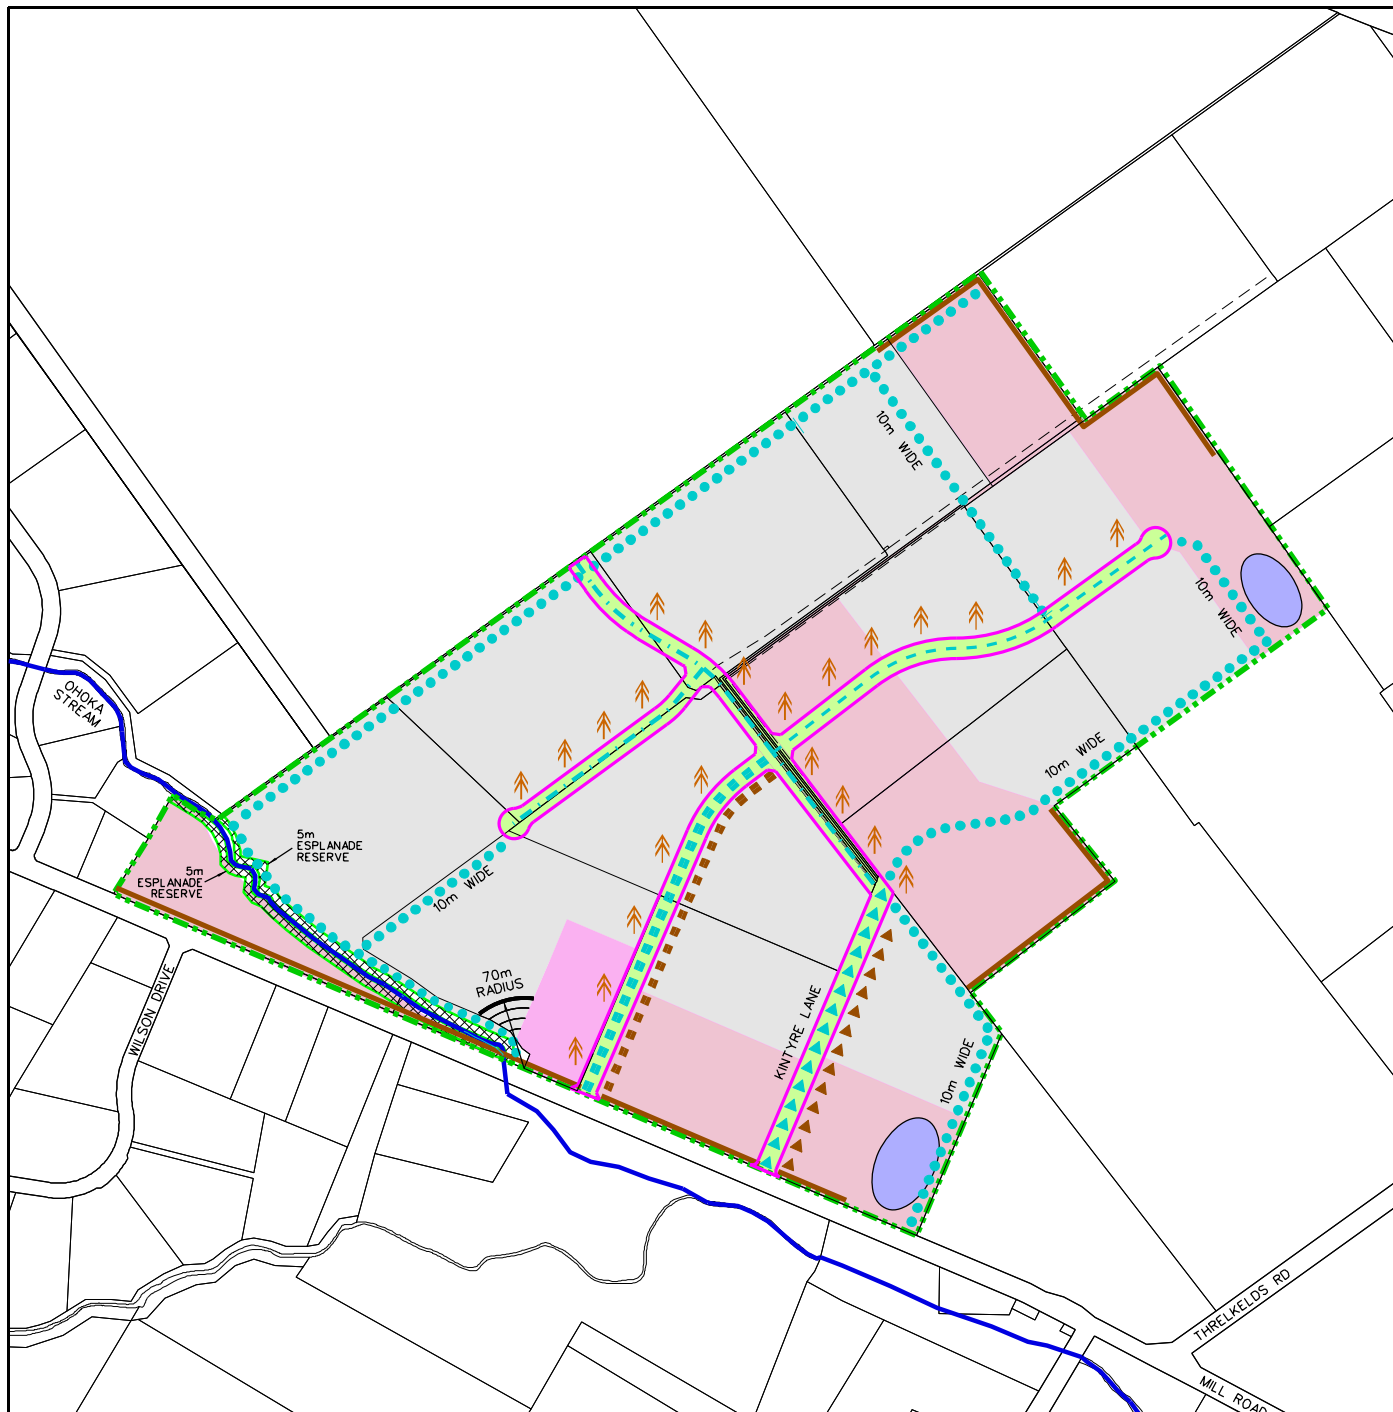 10m WIDE
10m WIDE
OHOKA
STREAM
10m WIDE
5m
ESPLANADE
RESERVE
5m
ESPLANADE
RESERVE
10m WIDE
70m
RADIUS
WILSON DRIVE
KINTYRE LANE
10m WIDE
THRELKELDS RD
MILL ROAD